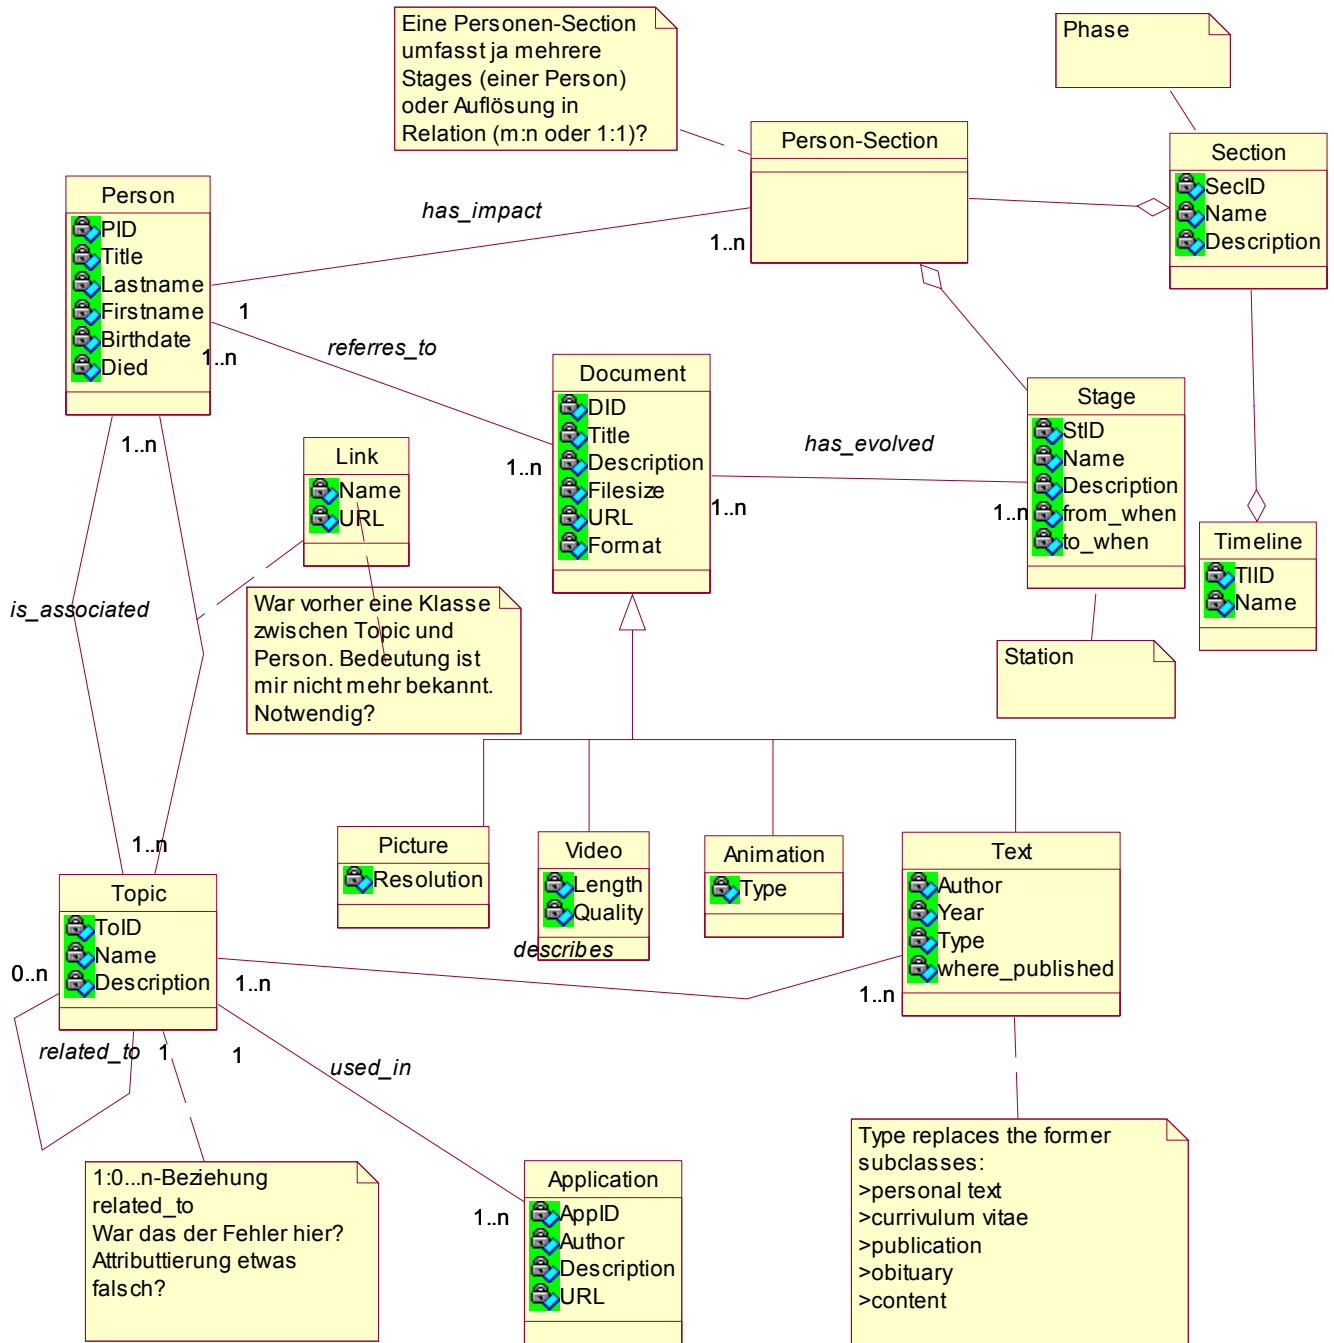 Eine Personen-Section
umfasst ja mehrere
Stages (einer Person)
oder Auflösung in
Relation (m:n oder 1:1)?
Phase
Person-Section
Section
SecID
Name
Description
Person
PID
Title
Lastname
Firstname
Birthdate
Died
has_impact
1..n
1
1..n
referres_to
Document
DID
Title
Description
Filesize
URL
Format
1..n
1..n
has_evolved
1..n
Stage
StID
Name
Description
from_when
to_when
Timeline
TIID
Name
Station
1..n
Link
Name
URL
is_associated
War vorher eine Klasse
zwischen Topic und
Person. Bedeutung ist
mir nicht mehr bekannt.
Notwendig?
1..n
Picture
Resolution
Video
Length
Quality
Animation
Type
Text
Author
Year
Type
where_published
describes
1..n
1..n
Topic
ToID
Name
Description
0..n
related_to
1
1
used_in
1..n
1:0...n-Beziehung
related_to
War das der Fehler hier?
Attributtierung etwas
falsch?
Application
AppID
Author
Description
URL
Type replaces the former
subclasses:
>personal text
>currivulum vitae
>publication
>obituary
>content